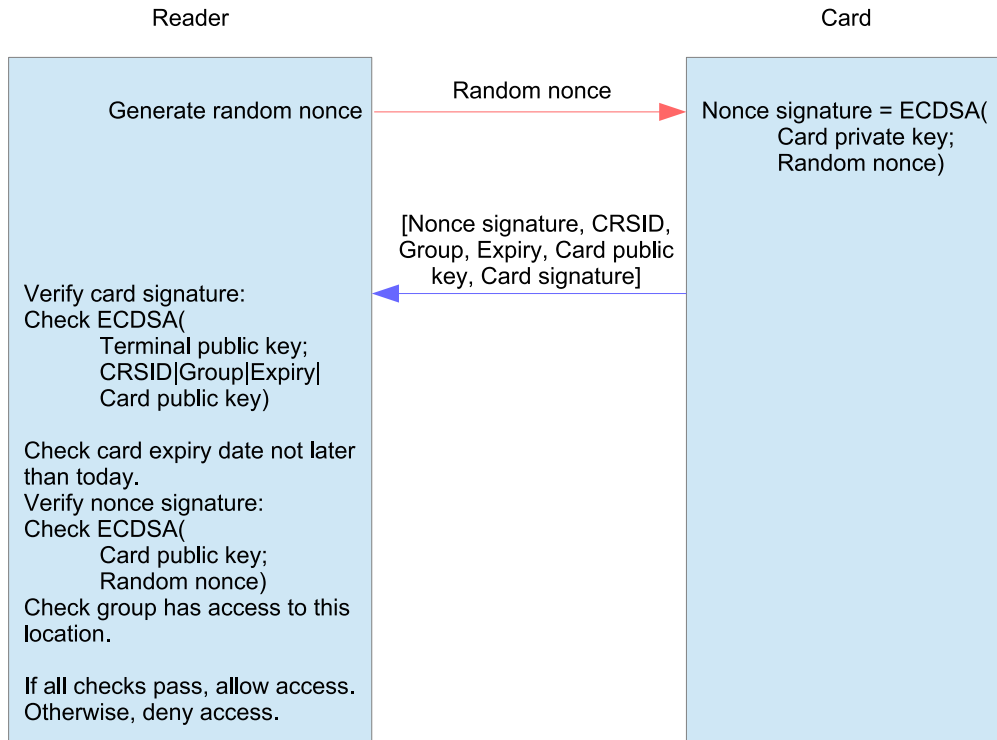 Reader
Card
Generate random nonce
Random nonce
Nonce signature = ECDSA(
Card private key;
Random nonce)
[Nonce signature, CRSID,
Group, Expiry, Card public
key, Card signature]
Verify card signature:
Check ECDSA(
Terminal public key;
CRSID|Group|Expiry|
Card public key)
Check card expiry date not later
than today.
Verify nonce signature:
Check ECDSA(
Card public key;
Random nonce)
Check group has access to this
location.
If all checks pass, allow access.
Otherwise, deny access.